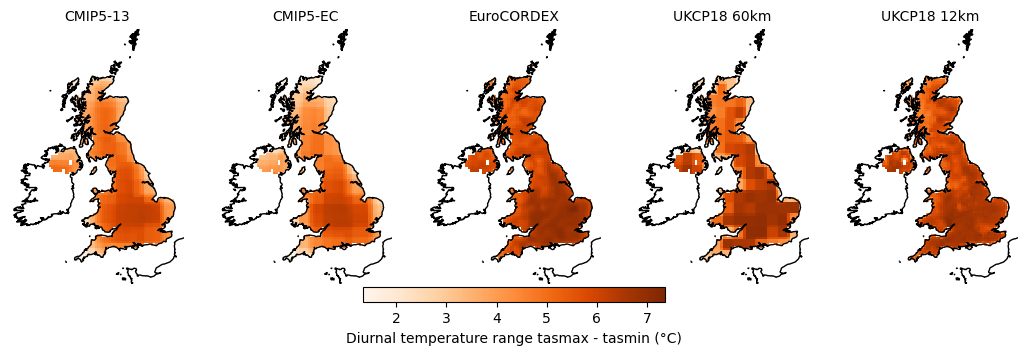 CMIP5-13 CMIP5-EC EuroCORDEX UKCP18 60km UKCP18 12km
2 3 4 5 6 7
Diurnal temperature range tasmax - tasmin (°C)